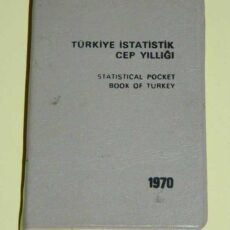 TÜRKİYE İSTATİSTİK
CEP YILLIĞI
STATISTICAL POCKET
BOOK OF TURKEY
1970